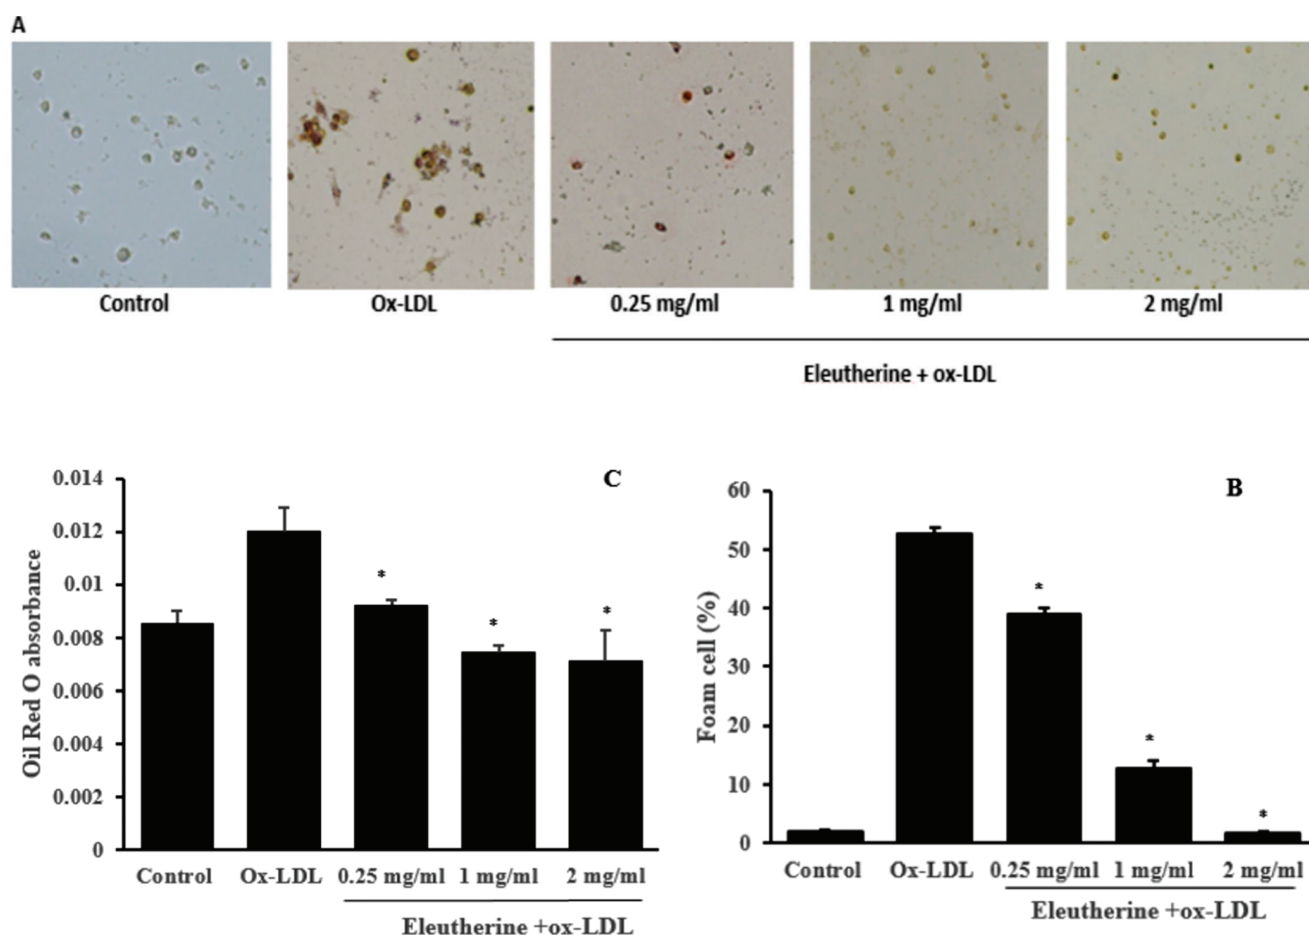 A
Control
Ox-LDL
0.25 mg/ml
1 mg/ml
2 mg/ml
Eleutherine + ox-LDL
C
Oil Red O absorbance
0.014
0.012
0.01
0.008
0.006
0.004
0.002
0
*
*
*
Control
Ox-LDL
0.25 mg/ml
1 mg/ml
2 mg/ml
Eleutherine +ox-LDL
B
Foam cell (%)
60
50
40
30
20
10
0
*
*
*
Control
Ox-LDL
0.25 mg/ml
1 mg/ml
2 mg/ml
Eleutherine +ox-LDL